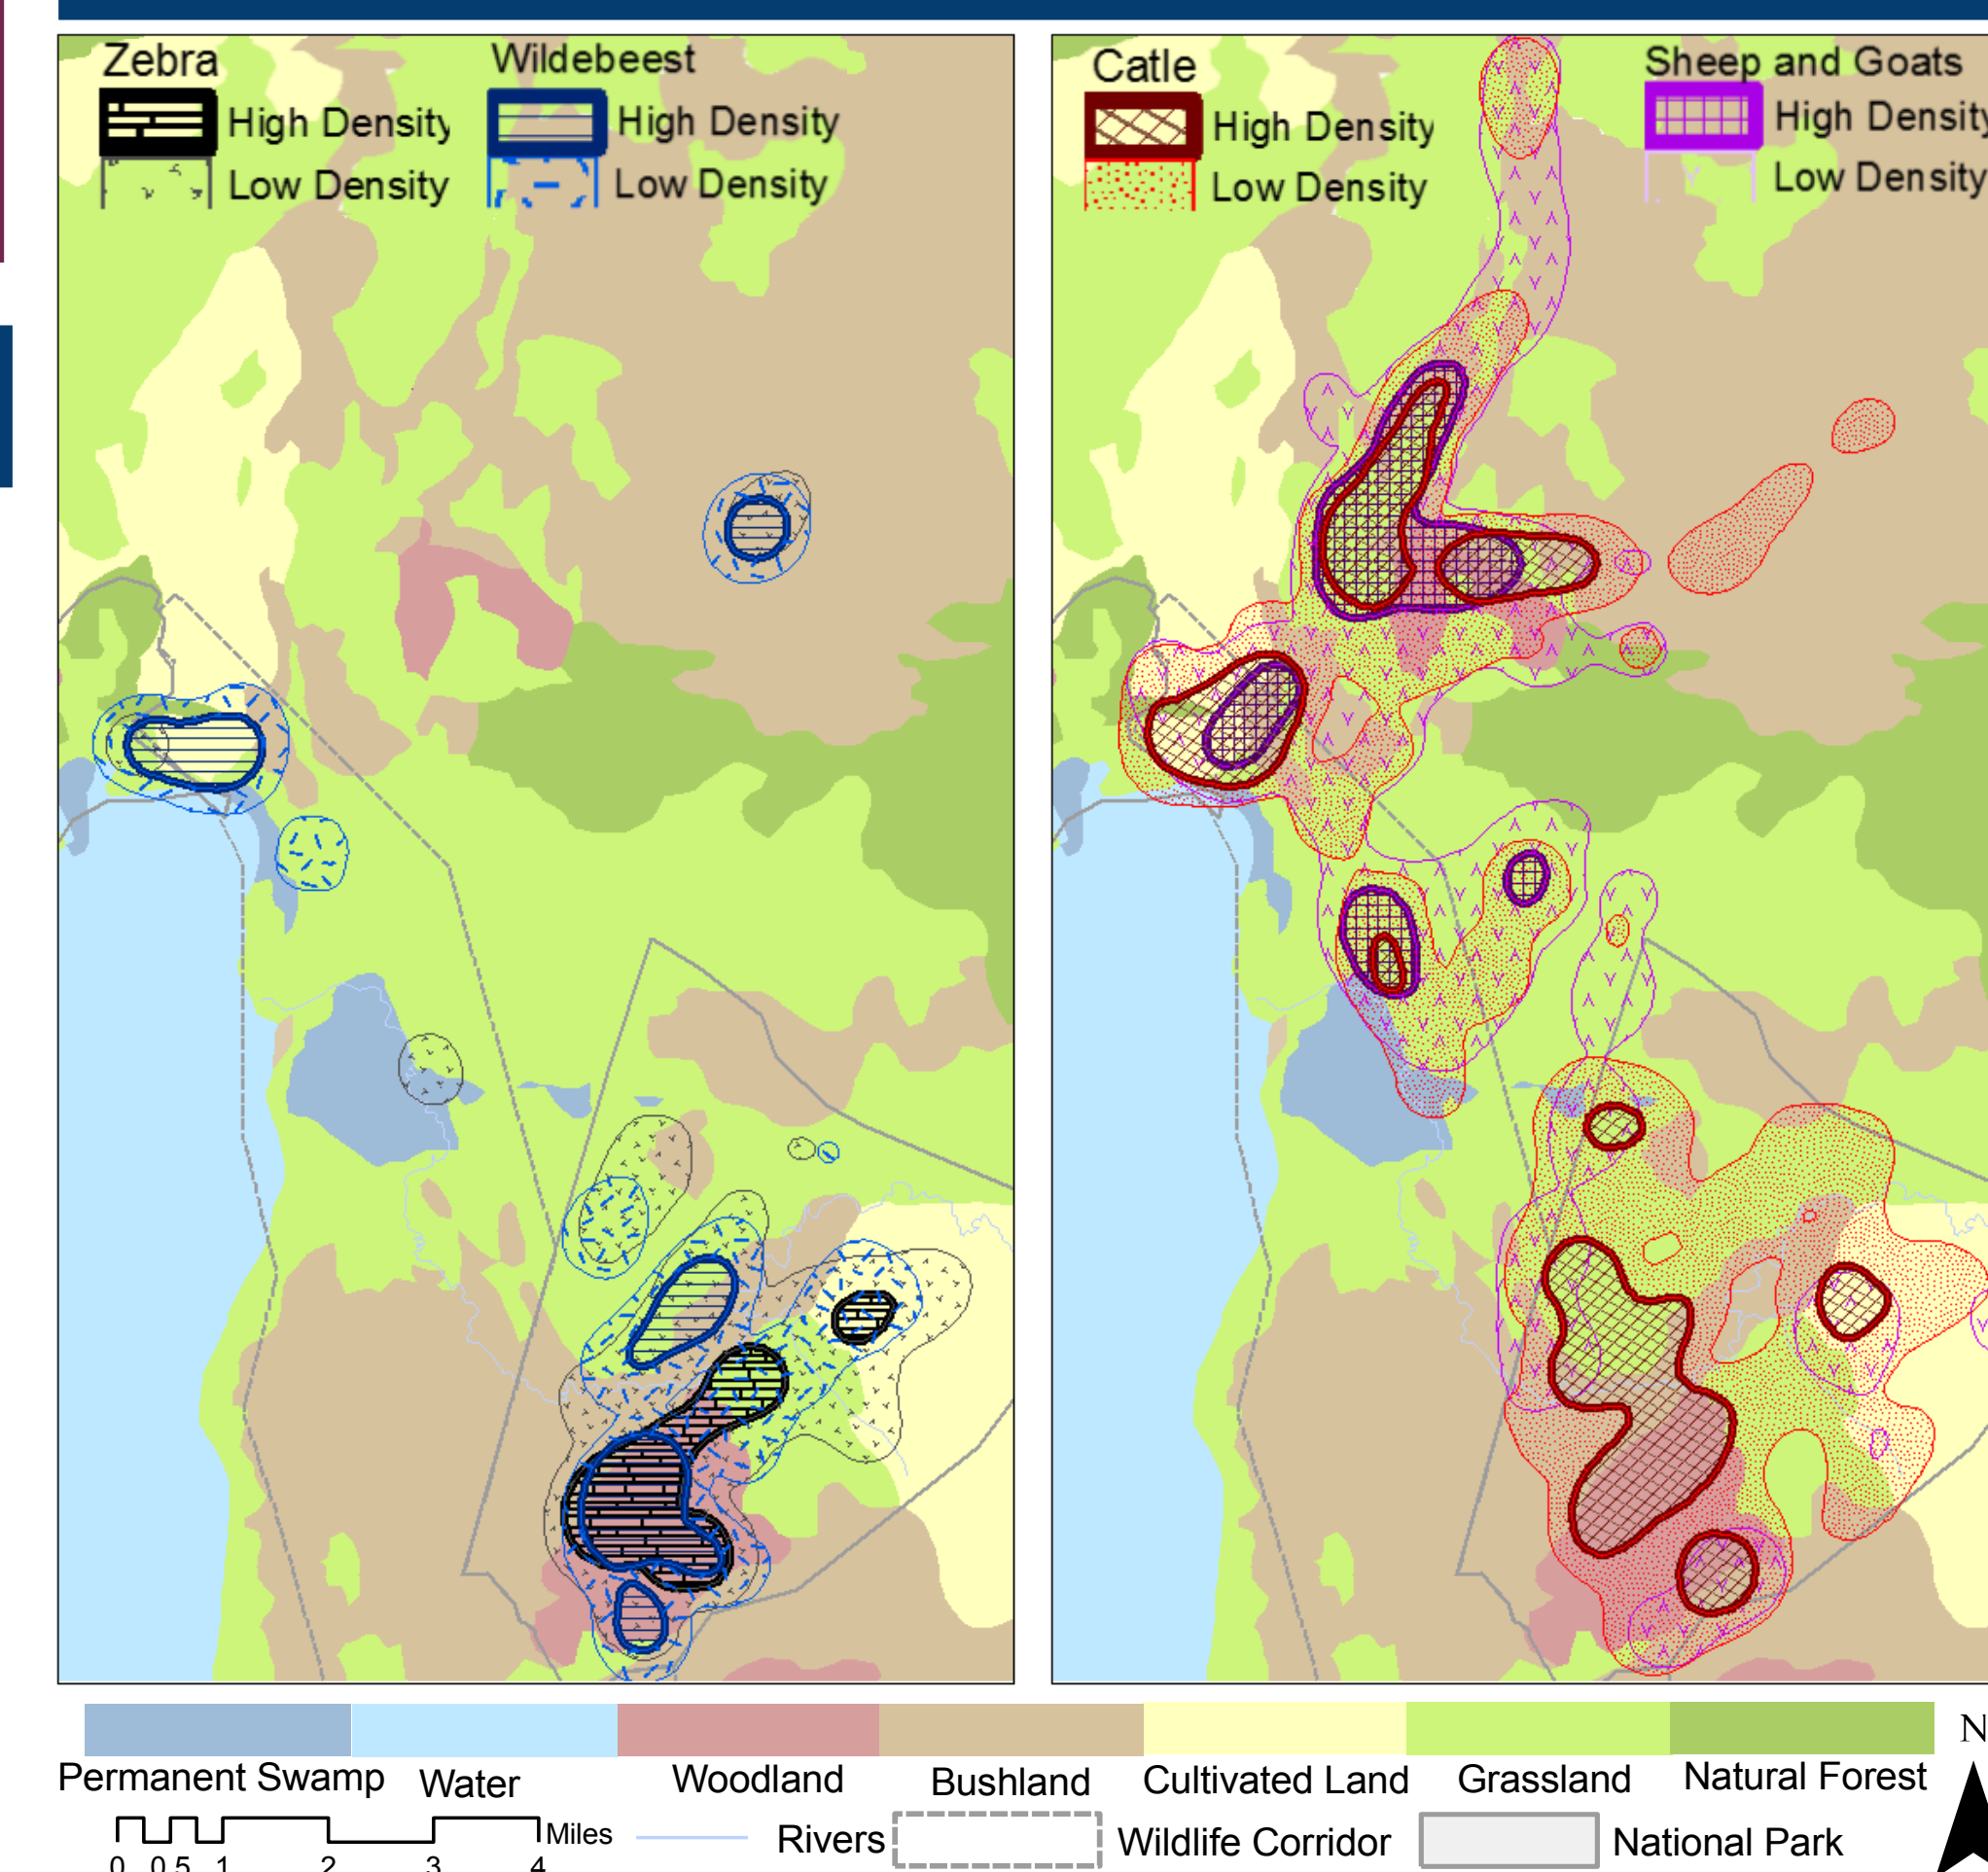 Zebra
High Density
Low Density
Wildebeest
High Density
Low Density
Catle
High Density
Low Density
Sheep and Goats
High Density
Low Density
Permanent Swamp
Water
Woodland
Bushland
Cultivated Land
Grassland
Natural Forest
N
Miles
0 0.5 1 2 3 4
Rivers
Wildlife Corridor
National Park